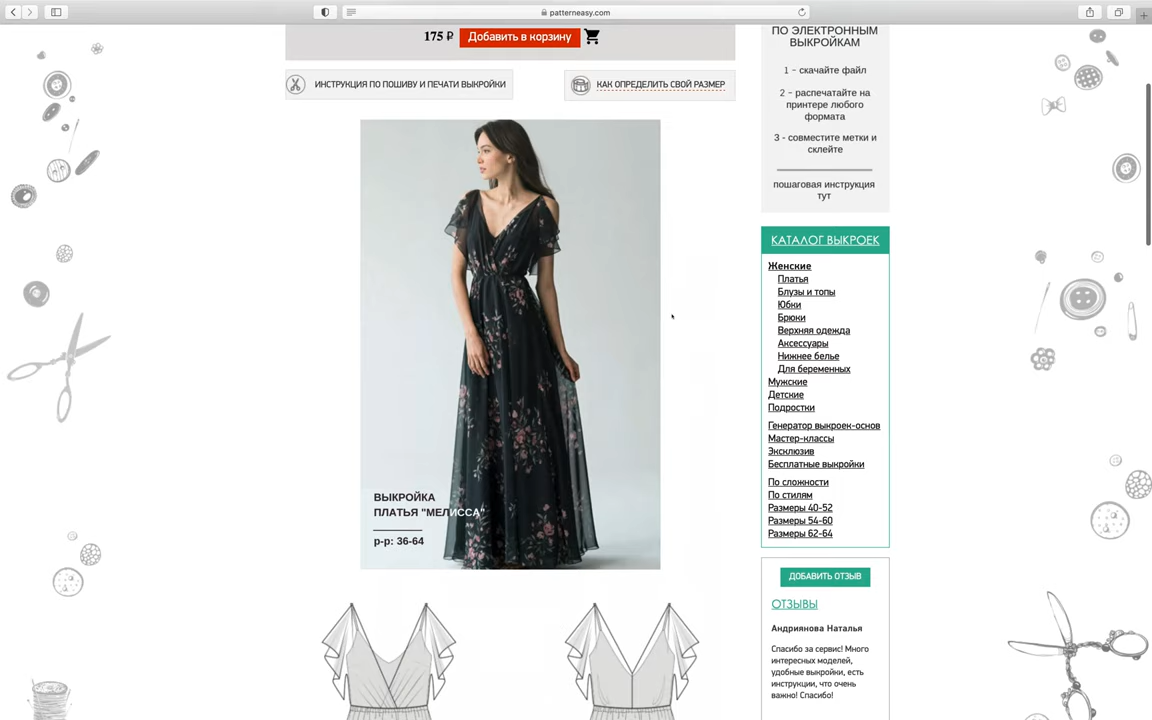 patterneasy.com
175 ₽ Добавить в корзину
ИНСТРУКЦИЯ ПО ПОШИВУ И ПЕЧАТИ ВЫКРОЙКИ
КАК ОПРЕДЕЛИТЬ СВОЙ РАЗМЕР
ВЫКРОЙКА
ПЛАТЬЯ "МЕЛИССА"
р-р: 36-64
ПО ЭЛЕКТРОННЫМ
ВЫКРОЙКАМ
1 - скачайте файл
2 - распечатайте на
принтере любого
формата
3 - совместите метки и
склейте
пошаговая инструкция
тут
КАТАЛОГ ВЫКРОЕК
Женские
Платья
Блузы и топы
Юбки
Брюки
Верхняя одежда
Аксессуары
Нижнее белье
Для беременных
Мужские
Детские
Подростки
Генератор выкроек-основ
Мастер-классы
Эксклюзив
Бесплатные выкройки
По сложности
По стилям
Размеры 40-52
Размеры 54-60
Размеры 62-64
ДОБАВИТЬ ОТЗЫВ
ОТЗЫВЫ
Андриянова Наталья
Спасибо за сервис! Много
интересных моделей,
удобные выкройки, есть
инструкции, что очень
важно! Спасибо!